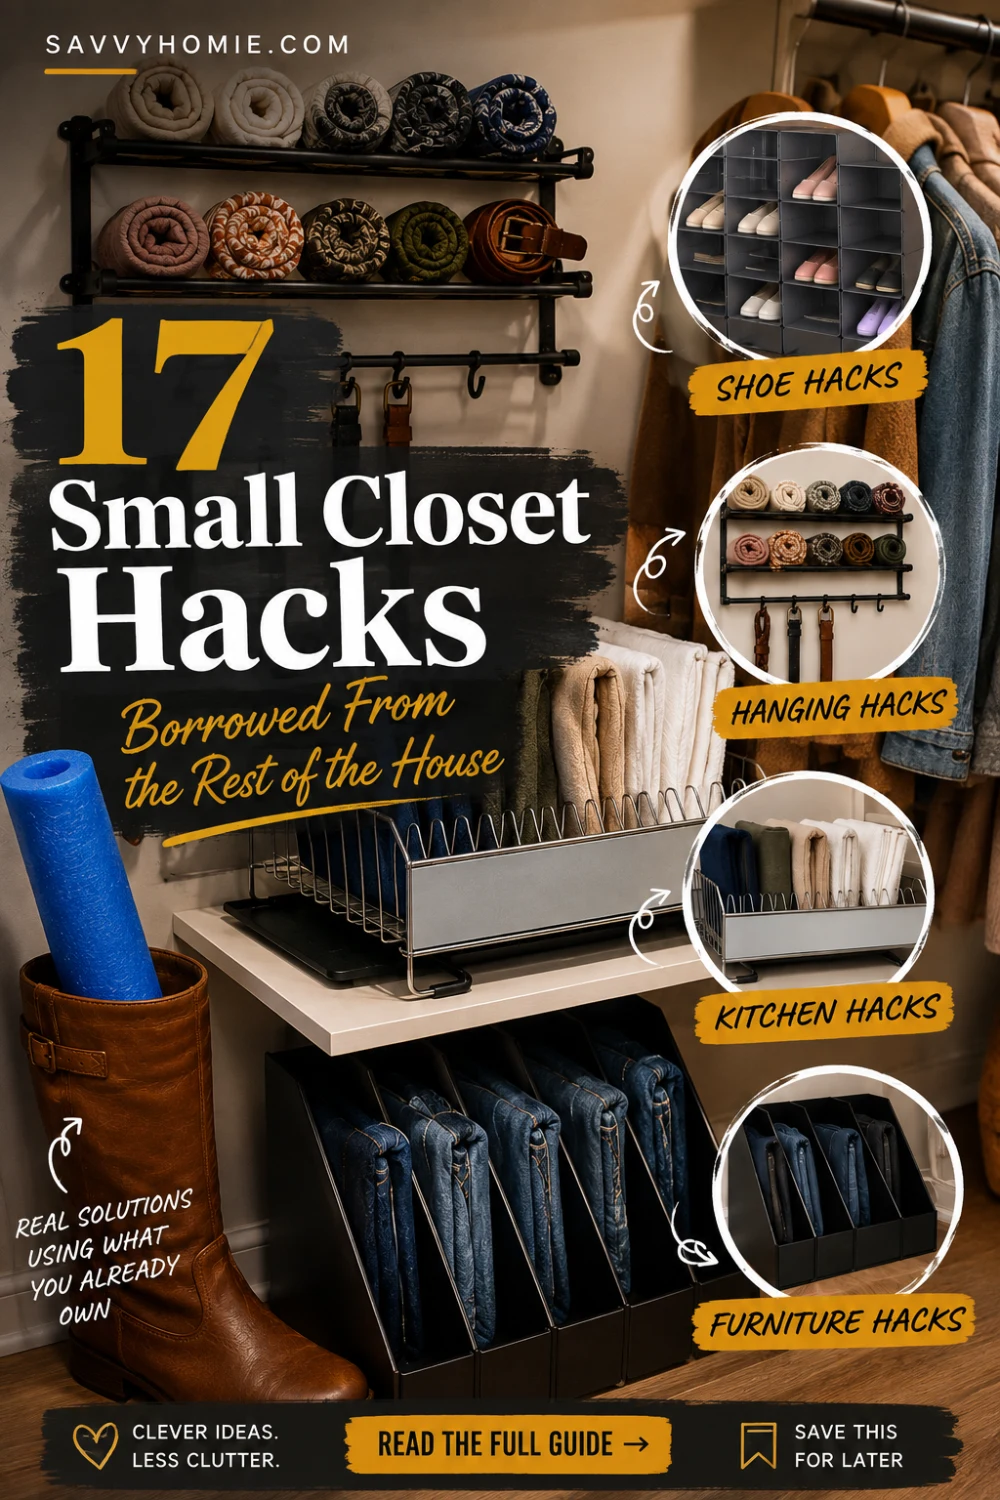 SAVVYHOMIE.COM
17
Small Closet
Hacks
Borrowed From
the Rest of the House
SHOE HACKS
HANGING HACKS
KITCHEN HACKS
FURNITURE HACKS
REAL SOLUTIONS
USING WHAT
YOU ALREADY
OWN
CLEVER IDEAS.
LESS CLUTTER.
READ THE FULL GUIDE →
SAVE THIS
FOR LATER